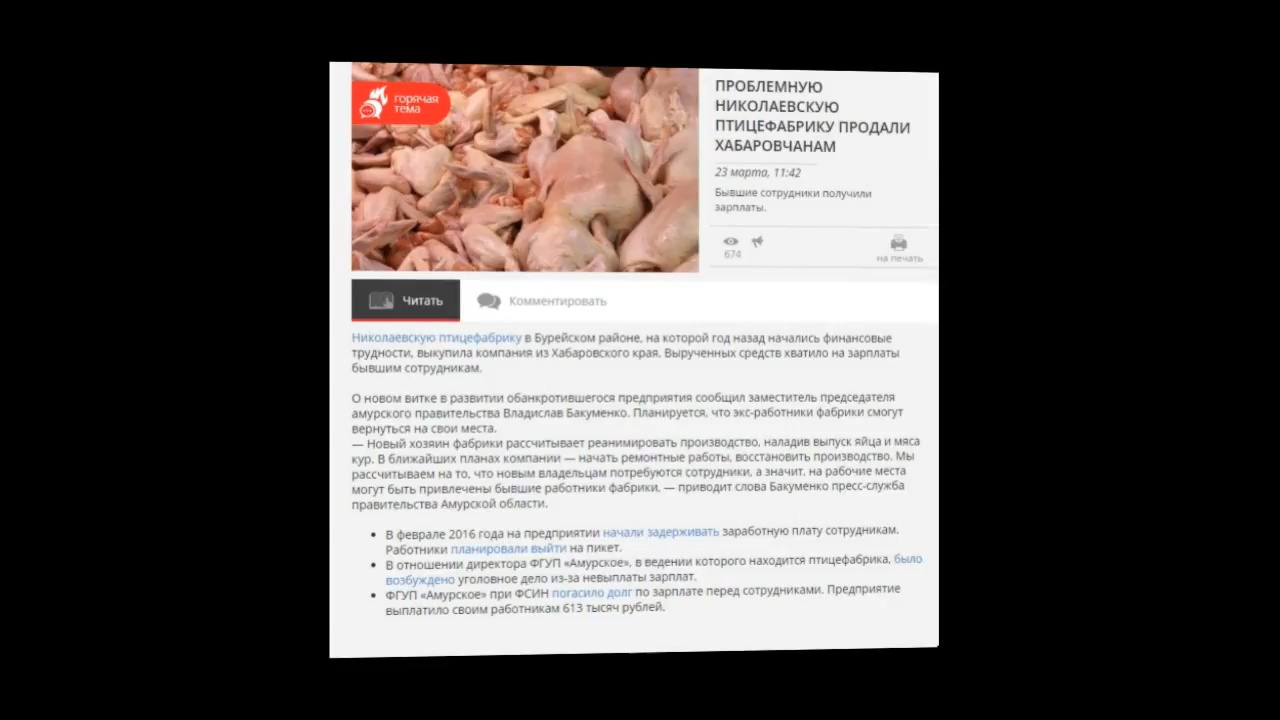 горячая
тема
ПРОБЛЕМНУЮ
НИКОЛАЕВСКУЮ
ПТИЦЕФАБРИКУ ПРОДАЛИ
ХАБАРОВЧАНАМ
23 марта, 11:42
Бывшие сотрудники получили
зарплаты.
674
на печать
Читать
Комментировать
Николаевскую птицефабрику в Бурейском районе, на которой год назад начались финансовые
трудности, выкупила компания из Хабаровского края. Вырученных средств хватило на зарплаты
бывшим сотрудникам.
О новом витке в развитии обанкротившегося предприятия сообщил заместитель председателя
амурского правительства Владислав Бакуменко. Планируется, что экс-работники фабрики смогут
вернуться на свои места.
— Новый хозяин фабрики рассчитывает реанимировать производство, наладив выпуск яйца и мяса
кур. В ближайших планах компании — начать ремонтные работы, восстановить производство. Мы
рассчитываем на то, что новым владельцам потребуются сотрудники, а значит, на рабочие места
могут быть привлечены бывшие работники фабрики, — приводит слова Бакуменко пресс-служба
правительства Амурской области.
• В феврале 2016 года на предприятии начали задерживать заработную плату сотрудникам.
Работники планировали выйти на пикет.
• В отношении директора ФГУП «Амурское», в ведении которого находится птицефабрика, было
возбуждено уголовное дело из-за невыплаты зарплат.
• ФГУП «Амурское» при ФСИН погасило долг по зарплате перед сотрудниками. Предприятие
выплатило своим работникам 613 тысяч рублей.